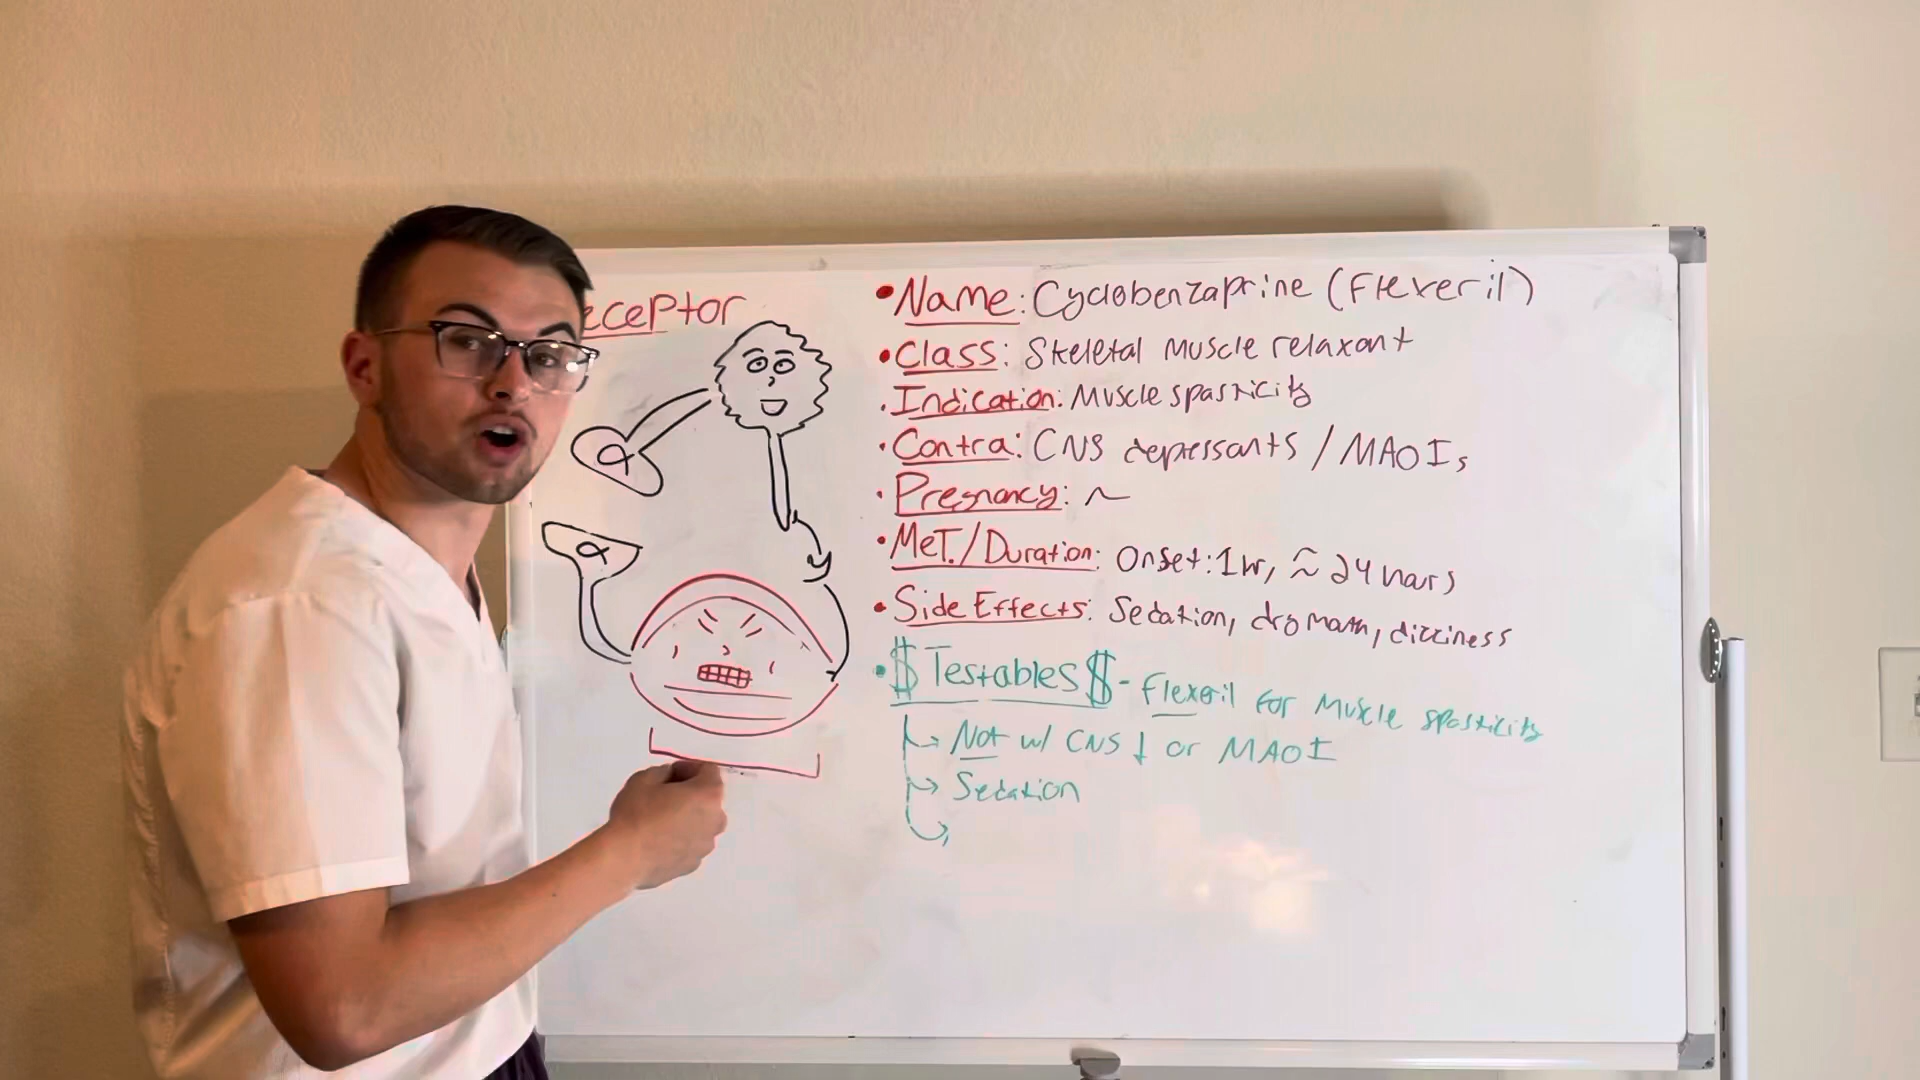 eceptor
α
α
• Name: Cyclobenzaprine (Flexeril)
• Class: Skeletal Muscle relaxant
• Indication: Muscle spasticity
• Contra: CNS depressants / MAOIs
• Pregnancy: ~
• Met./Duration: Onset: 1hr, ≈ 24 hours
• Side Effects: Sedation, dry mouth, dizziness
• $Testables$ - Flexeril for Muscle spasticity
↳ Not w/ CNS ↓ or MAOI
↳ Sedation